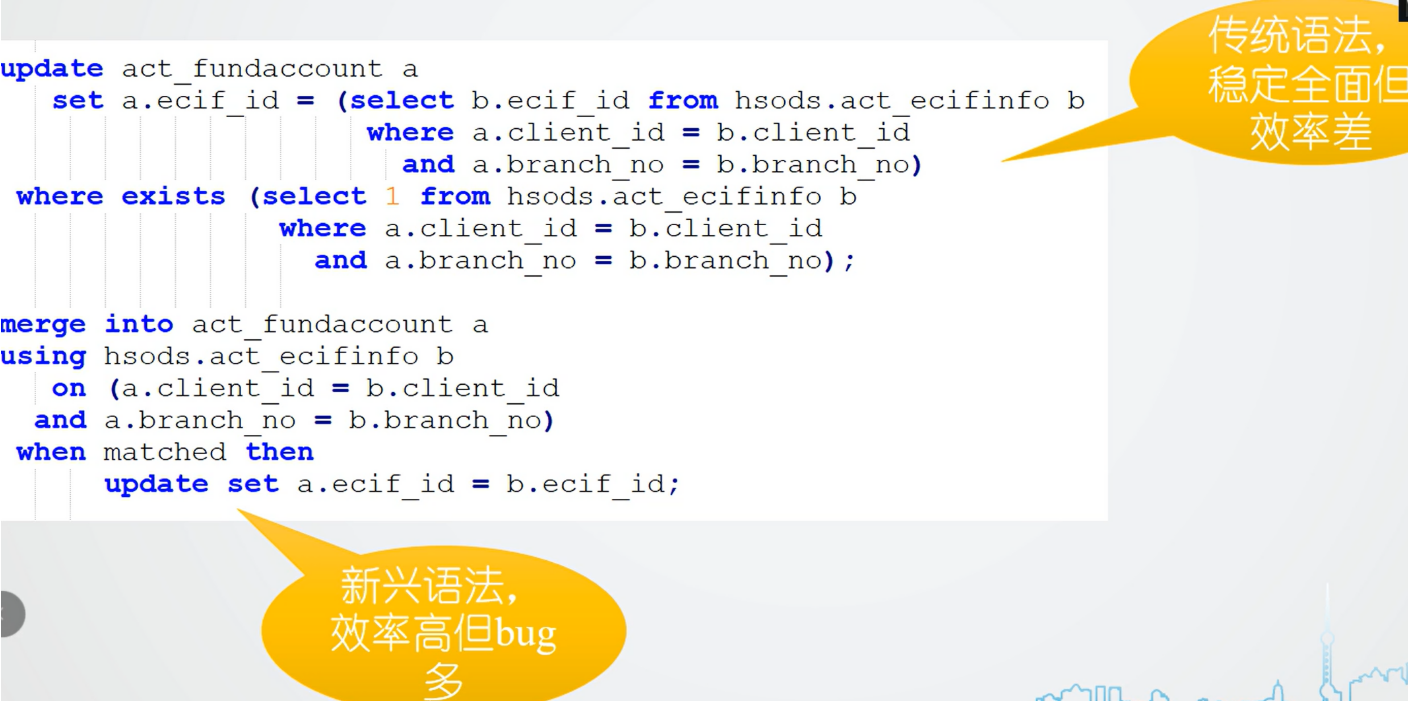 update act_fundaccount a
set a.ecif_id = (select b.ecif_id from hsods.act_ecifinfo b
where a.client_id = b.client_id
and a.branch_no = b.branch_no)
where exists (select 1 from hsods.act_ecifinfo b
where a.client_id = b.client_id
and a.branch_no = b.branch_no);
传统语法，
稳定全面但
效率差
merge into act_fundaccount a
using hsods.act_ecifinfo b
on (a.client_id = b.client_id
and a.branch_no = b.branch_no)
when matched then
update set a.ecif_id = b.ecif_id;
新兴语法，
效率高但bug
多